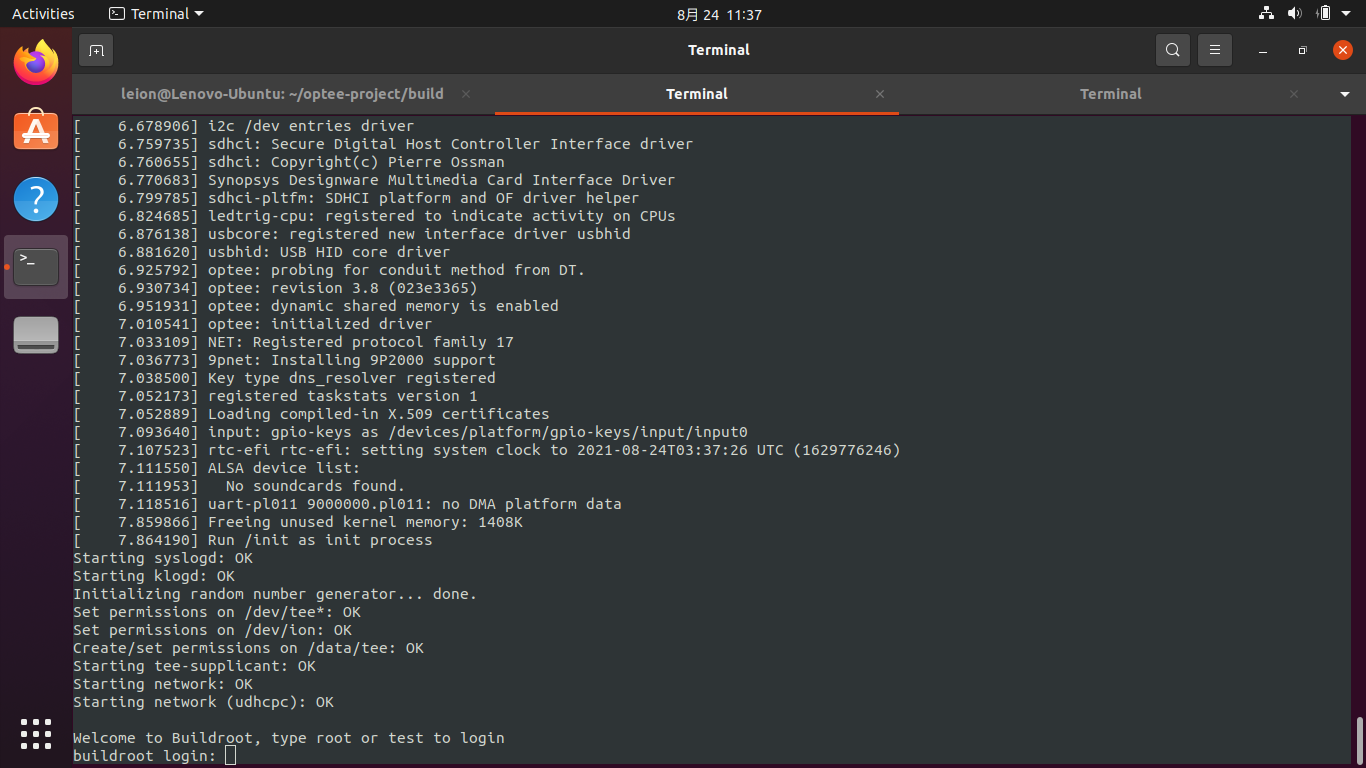 Activities
Terminal
8月 24 11:37
Terminal
leion@Lenovo-Ubuntu: ~/optee-project/build
Terminal
Terminal
[    6.678906] i2c /dev entries driver
[    6.759735] sdhci: Secure Digital Host Controller Interface driver
[    6.760655] sdhci: Copyright(c) Pierre Ossman
[    6.770683] Synopsys Designware Multimedia Card Interface Driver
[    6.799785] sdhci-pltfm: SDHCI platform and OF driver helper
[    6.824685] ledtrig-cpu: registered to indicate activity on CPUs
[    6.876138] usbcore: registered new interface driver usbhid
[    6.881620] usbhid: USB HID core driver
[    6.925792] optee: probing for conduit method from DT.
[    6.930734] optee: revision 3.8 (023e3365)
[    6.951931] optee: dynamic shared memory is enabled
[    7.010541] optee: initialized driver
[    7.033109] NET: Registered protocol family 17
[    7.036773] 9pnet: Installing 9P2000 support
[    7.038500] Key type dns_resolver registered
[    7.052173] registered taskstats version 1
[    7.052889] Loading compiled-in X.509 certificates
[    7.093640] input: gpio-keys as /devices/platform/gpio-keys/input/input0
[    7.107523] rtc-efi rtc-efi: setting system clock to 2021-08-24T03:37:26 UTC (1629776246)
[    7.111550] ALSA device list:
[    7.111953]   No soundcards found.
[    7.118516] uart-pl011 9000000.pl011: no DMA platform data
[    7.859866] Freeing unused kernel memory: 1408K
[    7.864190] Run /init as init process
Starting syslogd: OK
Starting klogd: OK
Initializing random number generator... done.
Set permissions on /dev/tee*: OK
Set permissions on /dev/ion: OK
Create/set permissions on /data/tee: OK
Starting tee-supplicant: OK
Starting network: OK
Starting network (udhcpc): OK
Welcome to Buildroot, type root or test to login
buildroot login: